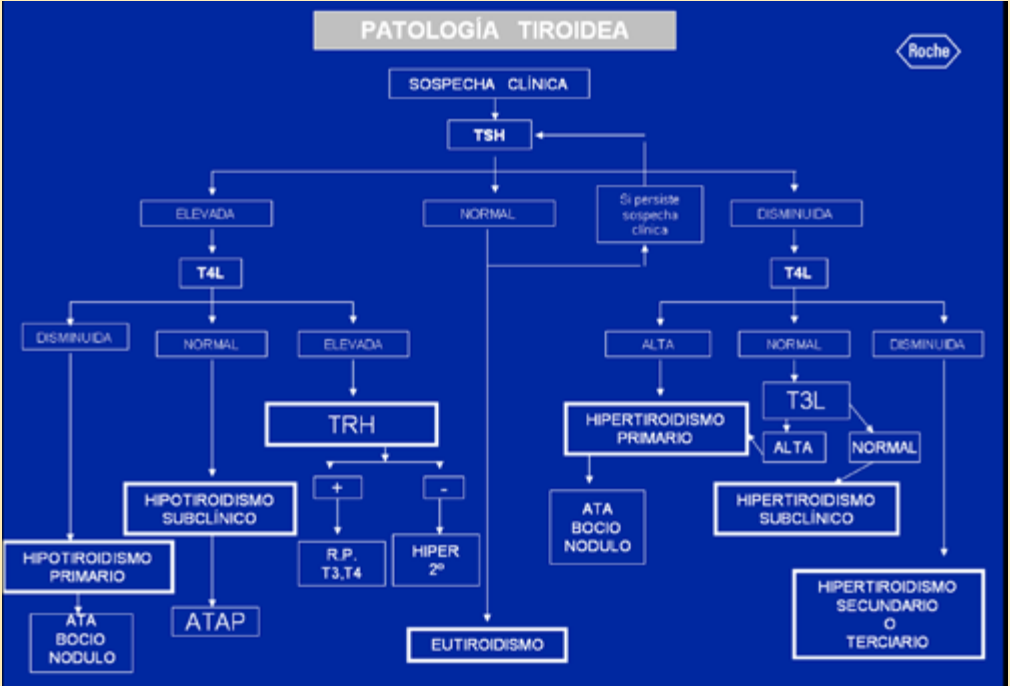 PATOLOGÍA TIROIDEA
Roche
SOSPECHA CLÍNICA
TSH
ELEVADA
NORMAL
Si persiste
sospecha
clínica
DISMINUIDA
T4L
T4L
DISMINUIDA
NORMAL
ELEVADA
ALTA
NORMAL
DISMINUIDA
TRH
T3L
HIPERTIROIDISMO
PRIMARIO
ALTA
NORMAL
+
-
HIPOTIROIDISMO
SUBCLÍNICO
HIPERTIROIDISMO
SUBCLÍNICO
ATA
BOCIO
NODULO
R.P.
T3,T4
HIPER
2º
HIPOTIROIDISMO
PRIMARIO
HIPERTIROIDISMO
SECUNDARIO
O
TERCIARIO
ATA
BOCIO
NODULO
ATAP
EUTIROIDISMO